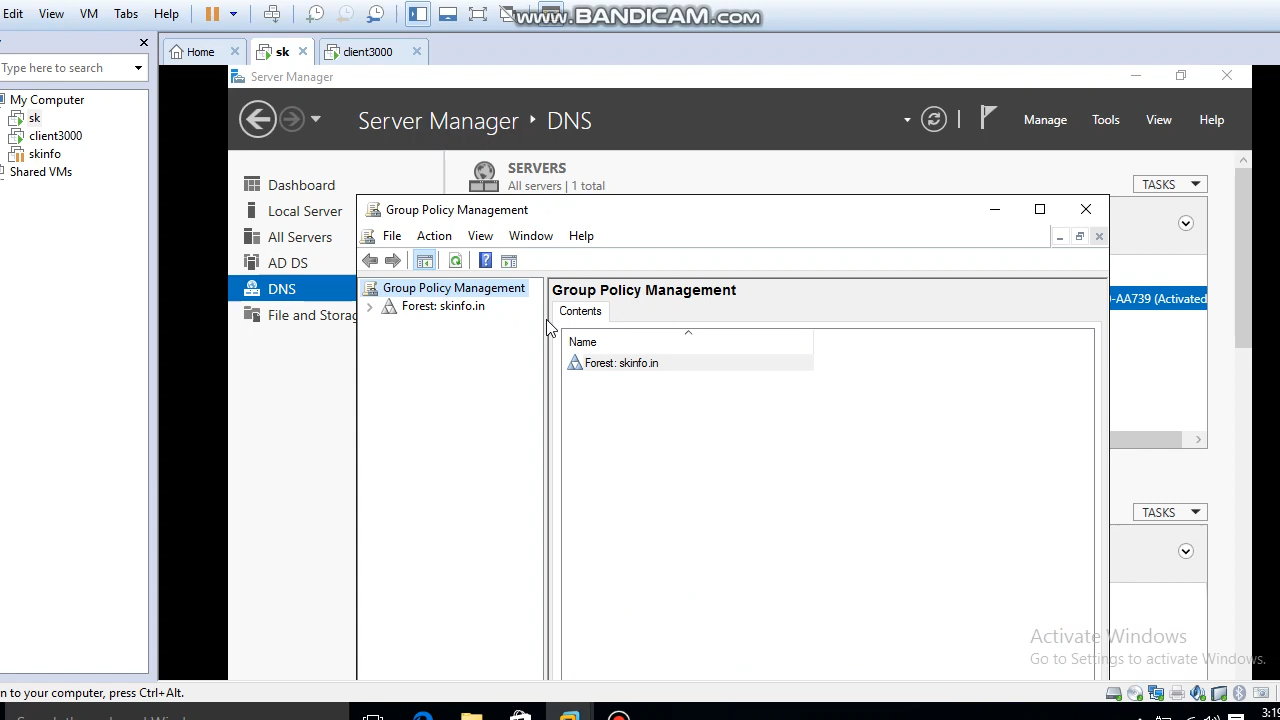 Edit View VM Tabs Help
www.BANDICAM.com
Type here to search
My Computer
sk
client3000
skinfo
Shared VMs
Home sk client3000
Server Manager
Server Manager DNS
Manage Tools View Help
Dashboard
Local Server
All Servers
AD DS
DNS
File and Storag
SERVERS
All servers | 1 total
TASKS
Group Policy Management
File Action View Window Help
Group Policy Management
Forest: skinfo.in
Group Policy Management
Contents
Name
Forest: skinfo.in
-AA739 (Activated
TASKS
Activate Windows
Go to Settings to activate Windows.
n to your computer, press Ctrl+Alt.